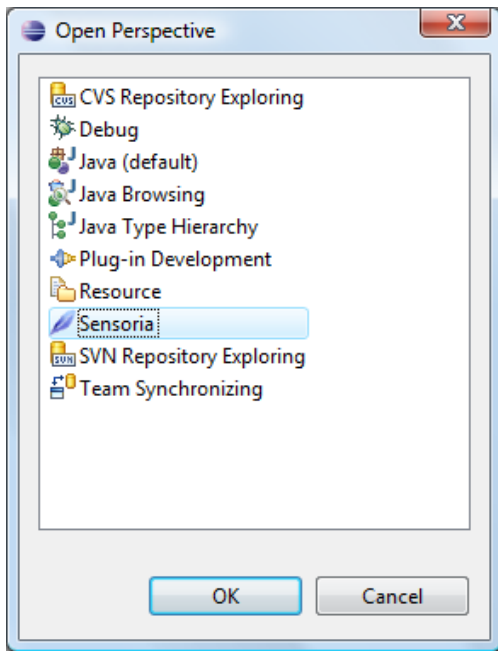 Open Perspective
CVS Repository Exploring
Debug
Java (default)
Java Browsing
Java Type Hierarchy
Plug-in Development
Resource
Sensoria
SVN Repository Exploring
Team Synchronizing
OK Cancel